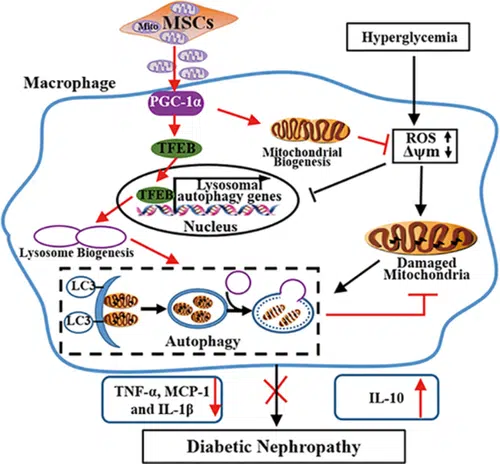 MSCs
Mito
Hyperglycemia
Macrophage
PGC-1α
TFEB
Mitochondrial
Biogenesis
ROS
Δψm
TFEB
Lysosomal
autophagy genes
Nucleus
Lysosome Biogenesis
Damaged
Mitochondria
LC3
LC3
Autophagy
TNF-α, MCP-1
and IL-1β
IL-10
Diabetic Nephropathy